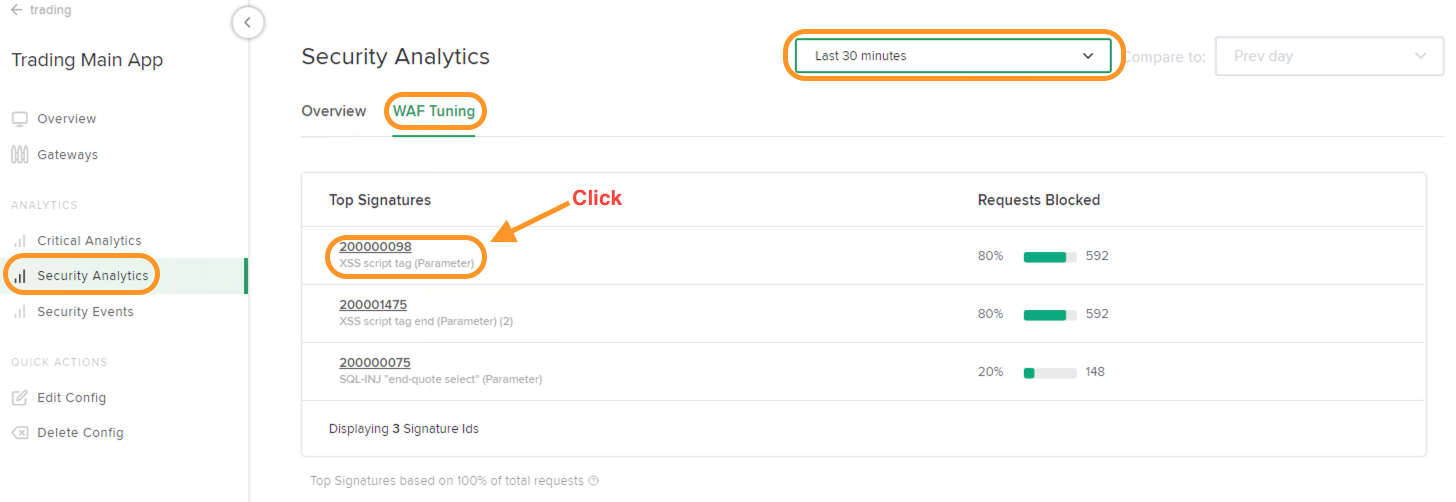 trading
Trading Main App
Overview
Gateways
ANALYTICS
Critical Analytics
Security Analytics
Security Events
QUICK ACTIONS
Edit Config
Delete Config
Security Analytics
Last 30 minutes
Compare to:
Prev day
Overview
WAF Tuning
Click
Top Signatures
Requests Blocked
200000098
XSS script tag (Parameter)
80%
592
200001475
XSS script tag end (Parameter) (2)
80%
592
200000075
SQL-INJ "end-quote select" (Parameter)
20%
148
Displaying 3 Signature Ids
Top Signatures based on 100% of total requests